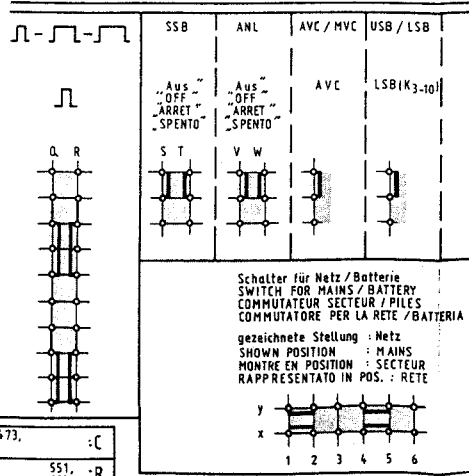 SSB ANL AVC/MVC USB/LSB
"Aus" "Aus" AVC LSB(K3-10)
"OFF" "OFF"
"ARRET" "ARRET"
"SPENTO" "SPENTO"
Q R S T V W
Schalter für Netz/Batterie
SWITCH FOR MAINS/BATTERY
COMMUTATEUR SECTEUR/PILES
COMMUTATORE PER LA RETE/BATTERIA
gezeichnete Stellung : Netz
SHOWN POSITION : MAINS
MONTRE EN POSITION : SECTEUR
RAPPRESENTATO IN POS. : RETE
y
x
1 2 3 4 5 6
473, :C
551, :R